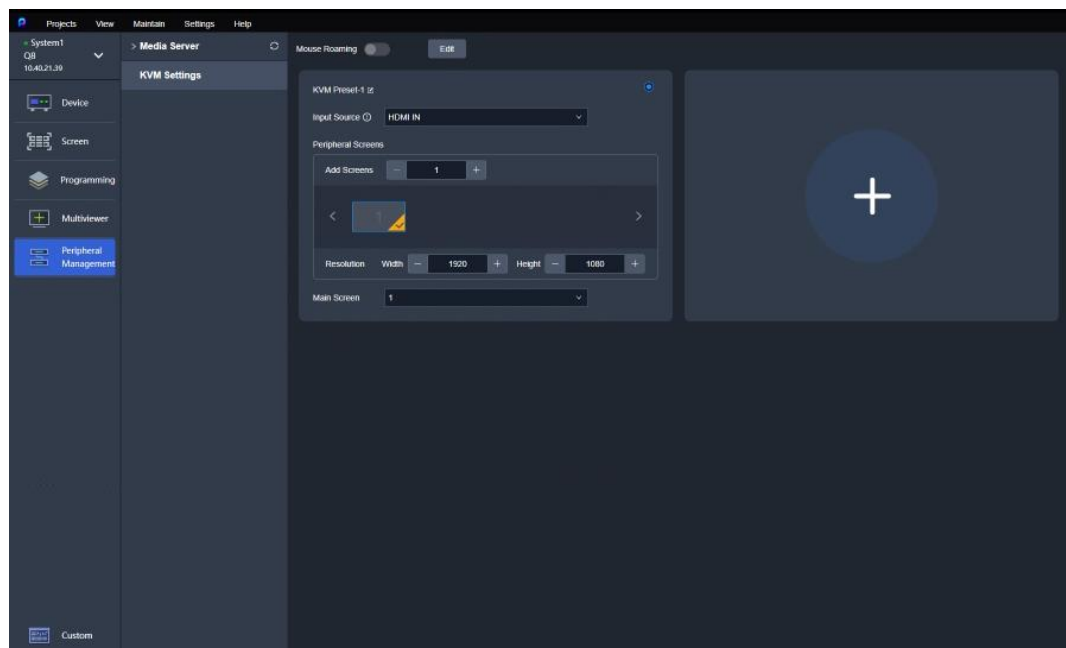 Projects View Maintain Settings Help
System1
Q8
10.40.21.39
> Media Server
Mouse Roaming Edit
KVM Settings
KVM Preset-1
Input Source HDMI IN
Peripheral Screens
Add Screens - 1 +
< 1 >
Resolution Width - 1920 + Height - 1080 +
Main Screen 1
Device
Screen
Programming
Multiviewer
Peripheral
Management
Custom